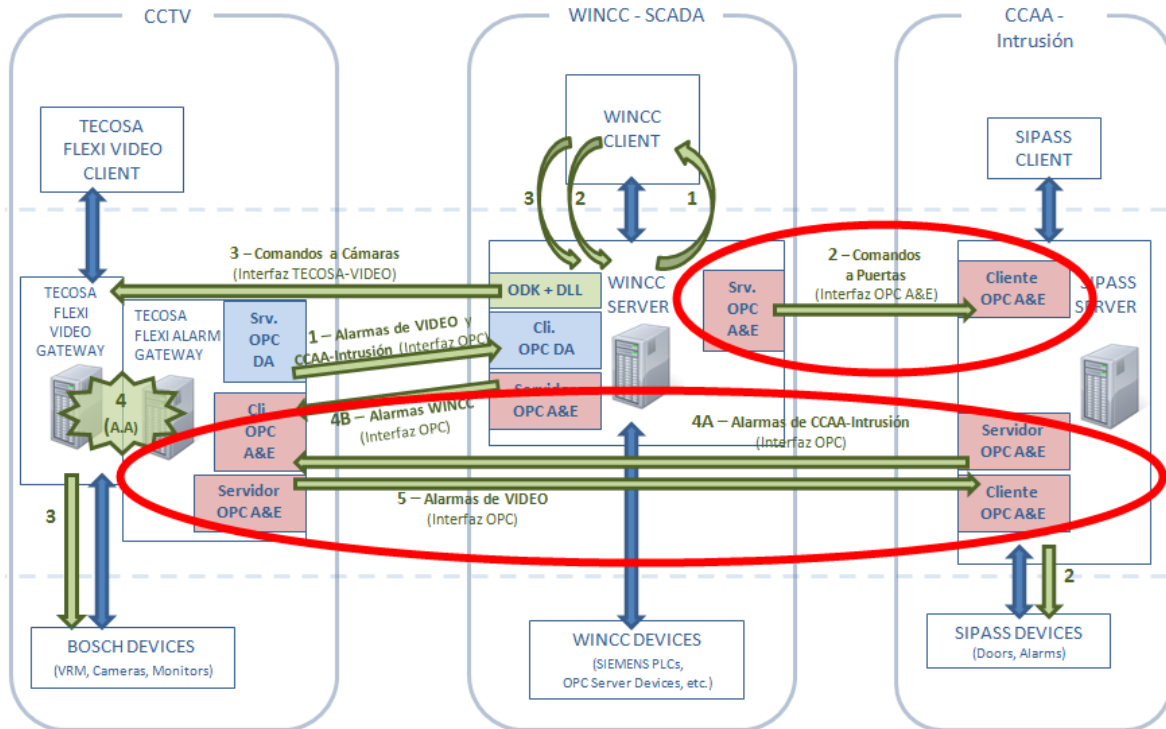 CCTV
WINCC - SCADA
CCAA -
Intrusión
TECOSA
FLEXI VIDEO
CLIENT
WINCC
CLIENT
SIPASS
CLIENT
3
2
1
3 – Comandos a Cámaras
(Interfaz TECOSA-VIDEO)
2 – Comandos
a Puertas
(Interfaz OPC A&E)
TECOSA
FLEXI
VIDEO
GATEWAY
TECOSA
FLEXI ALARM
GATEWAY
Srv.
OPC
DA
1 – Alarmas de VIDEO y
CCAA-Intrusión (Interfaz OPC)
ODK + DLL
Cli.
OPC DA
Servidor
OPC A&E
WINCC
SERVER
Srv.
OPC
A&E
Cliente
OPC A&E
SIPASS
SERVER
4
(A.A)
Cli.
OPC
A&E
4B – Alarmas WINCC
(Interfaz OPC)
4A – Alarmas de CCAA-Intrusión
(Interfaz OPC)
Servidor
OPC A&E
Servidor
OPC A&E
5 – Alarmas de VIDEO
(Interfaz OPC)
Cliente
OPC A&E
3
2
BOSCH DEVICES
(VRM, Cameras, Monitors)
WINCC DEVICES
(SIEMENS PLCs,
OPC Server Devices, etc.)
SIPASS DEVICES
(Doors, Alarms)